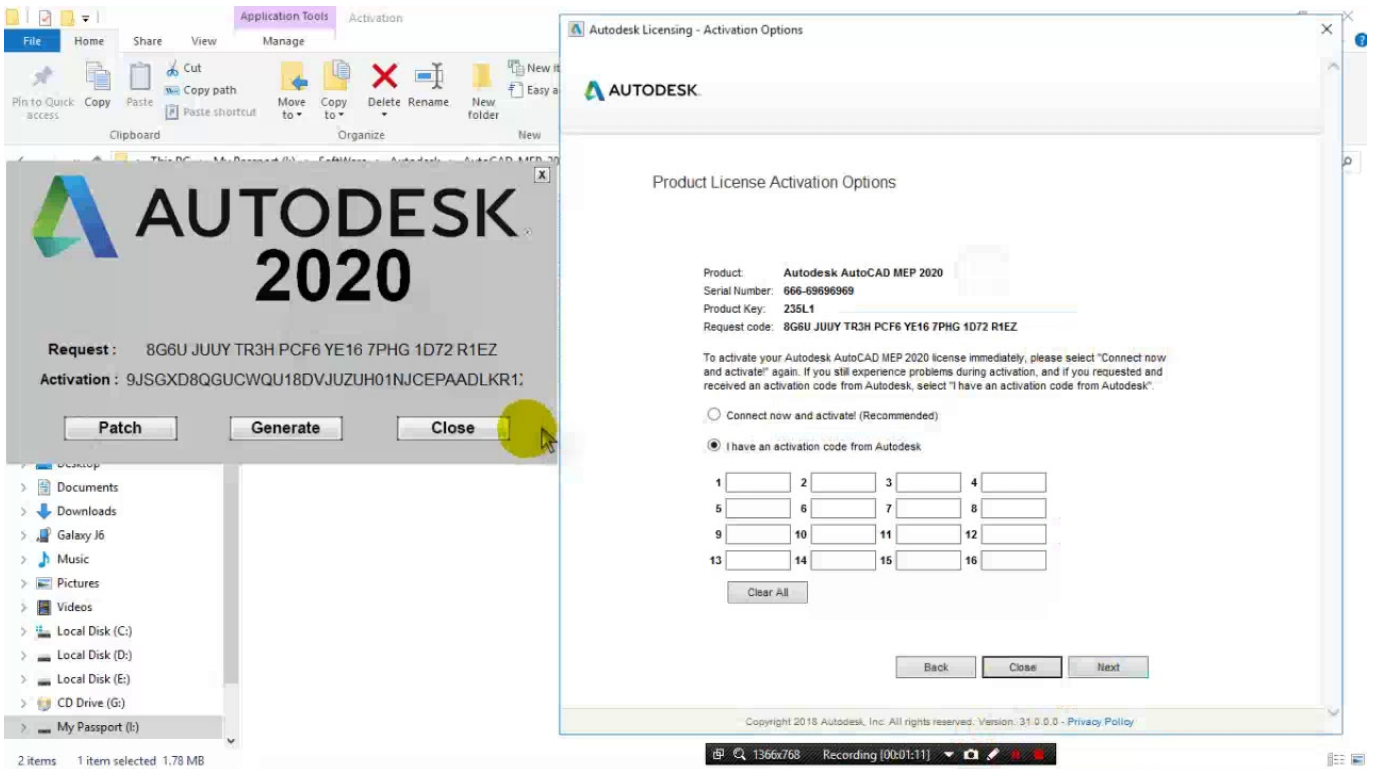 Application Tools
Activation
File
Home
Share
View
Manage
Pin to Quick access
Copy
Paste
Cut
Copy path
Paste shortcut
Move to
Copy to
Delete
Rename
New folder
New it
Easy a
Clipboard
Organize
New
AUTODESK
2020
Request : 8G6U JUUY TR3H PCF6 YE16 7PHG 1D72 R1EZ
Activation : 9JSGXD8QGUCWQU18DVJUZUH01NJCEPAADLKR1
Patch
Generate
Close
Desktop
Documents
Downloads
Galaxy J6
Music
Pictures
Videos
Local Disk (C:)
Local Disk (D:)
Local Disk (E:)
CD Drive (G:)
My Passport (I:)
2 items
1 item selected 1.78 MB
Autodesk Licensing - Activation Options
AUTODESK
Product License Activation Options
Product: Autodesk AutoCAD MEP 2020
Serial Number: 666-69696969
Product Key: 235L1
Request code: 8G6U JUUY TR3H PCF6 YE16 7PHG 1D72 R1EZ
To activate your Autodesk AutoCAD MEP 2020 license immediately, please select "Connect now
and activate!" again. If you still experience problems during activation, and if you requested and
received an activation code from Autodesk, select "I have an activation code from Autodesk".
Connect now and activate! (Recommended)
I have an activation code from Autodesk
1 2 3 4
5 6 7 8
9 10 11 12
13 14 15 16
Clear All
Back
Close
Next
Copyright 2018 Autodesk, Inc. All rights reserved. Version. 31.0.0.0 - Privacy Policy
1366x768
Recording [00:01:11]